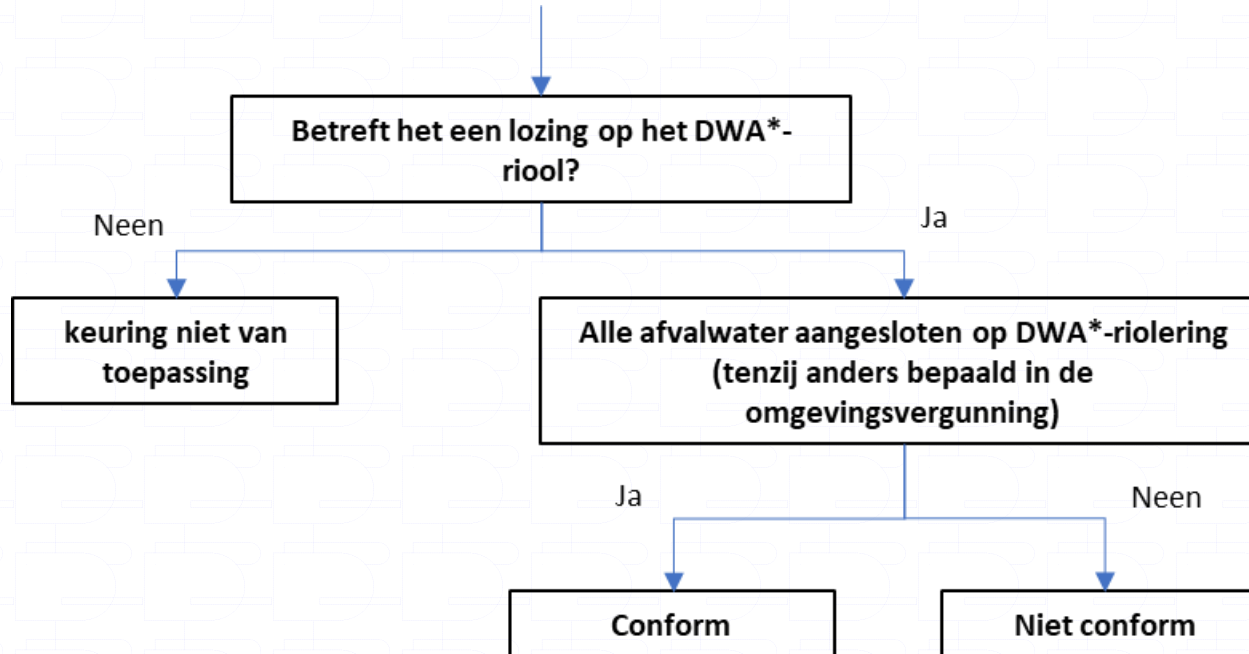 Betreft het een lozing op het DWA*-
riool?
Neen
Ja
keuring niet van
toepassing
Alle afvalwater aangesloten op DWA*-riolering
(tenzij anders bepaald in de
omgevingsvergunning)
Ja
Neen
Conform
Niet conform